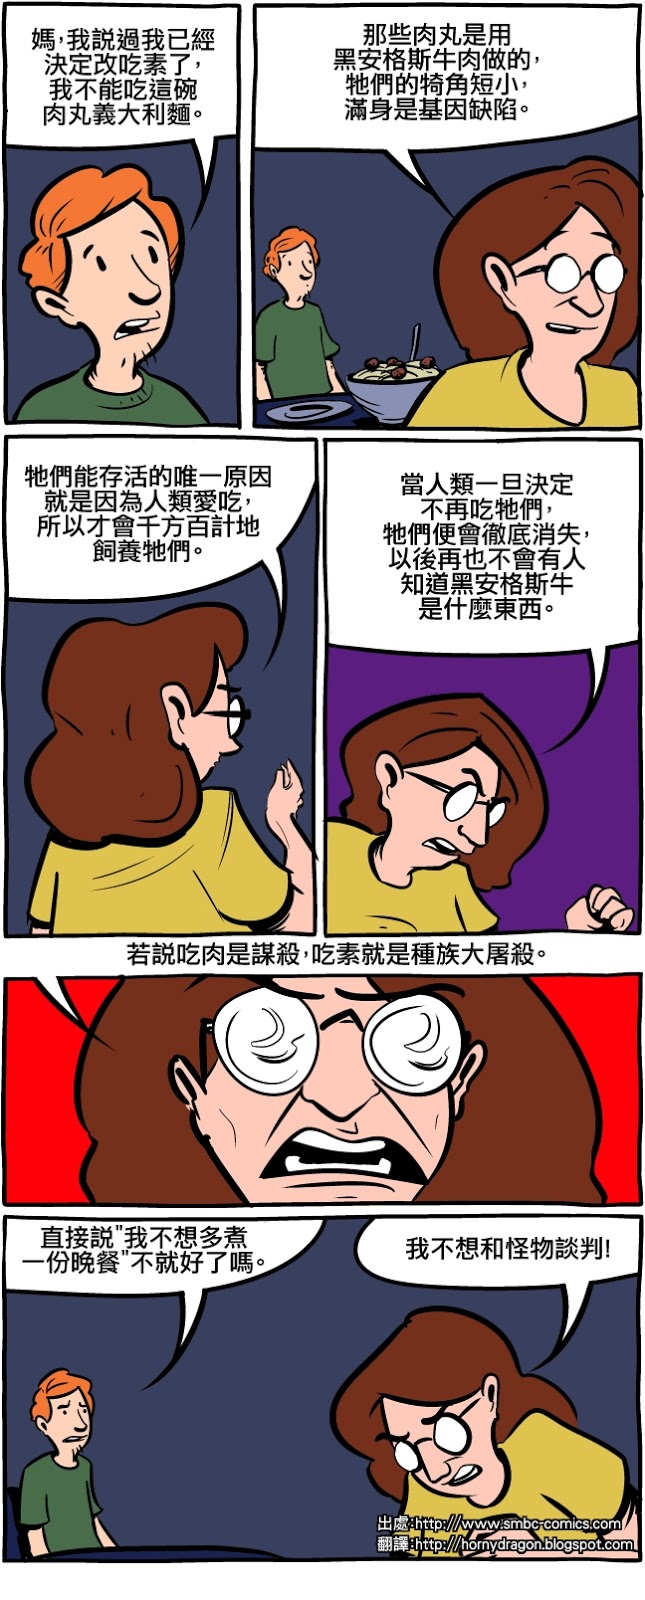 媽,我説過我已經
決定改吃素了,
我不能吃這碗
肉丸義大利麵。
那些肉丸是用
黑安格斯牛肉做的,
牠們的犄角短小,
滿身是基因缺陷。
牠們能存活的唯一原因
就是因為人類愛吃,
所以才會千方百計地
飼養牠們。
當人類一旦決定
不再吃牠們,
牠們便會徹底消失,
以後再也不會有人
知道黑安格斯牛
是什麼東西。
若説吃肉是謀殺,吃素就是種族大屠殺。
直接説"我不想多煮
一份晚餐"不就好了嗎。
我不想和怪物談判!
出處:http://www.smbc-comics.com
翻譯:http://hornydragon.blogspot.com